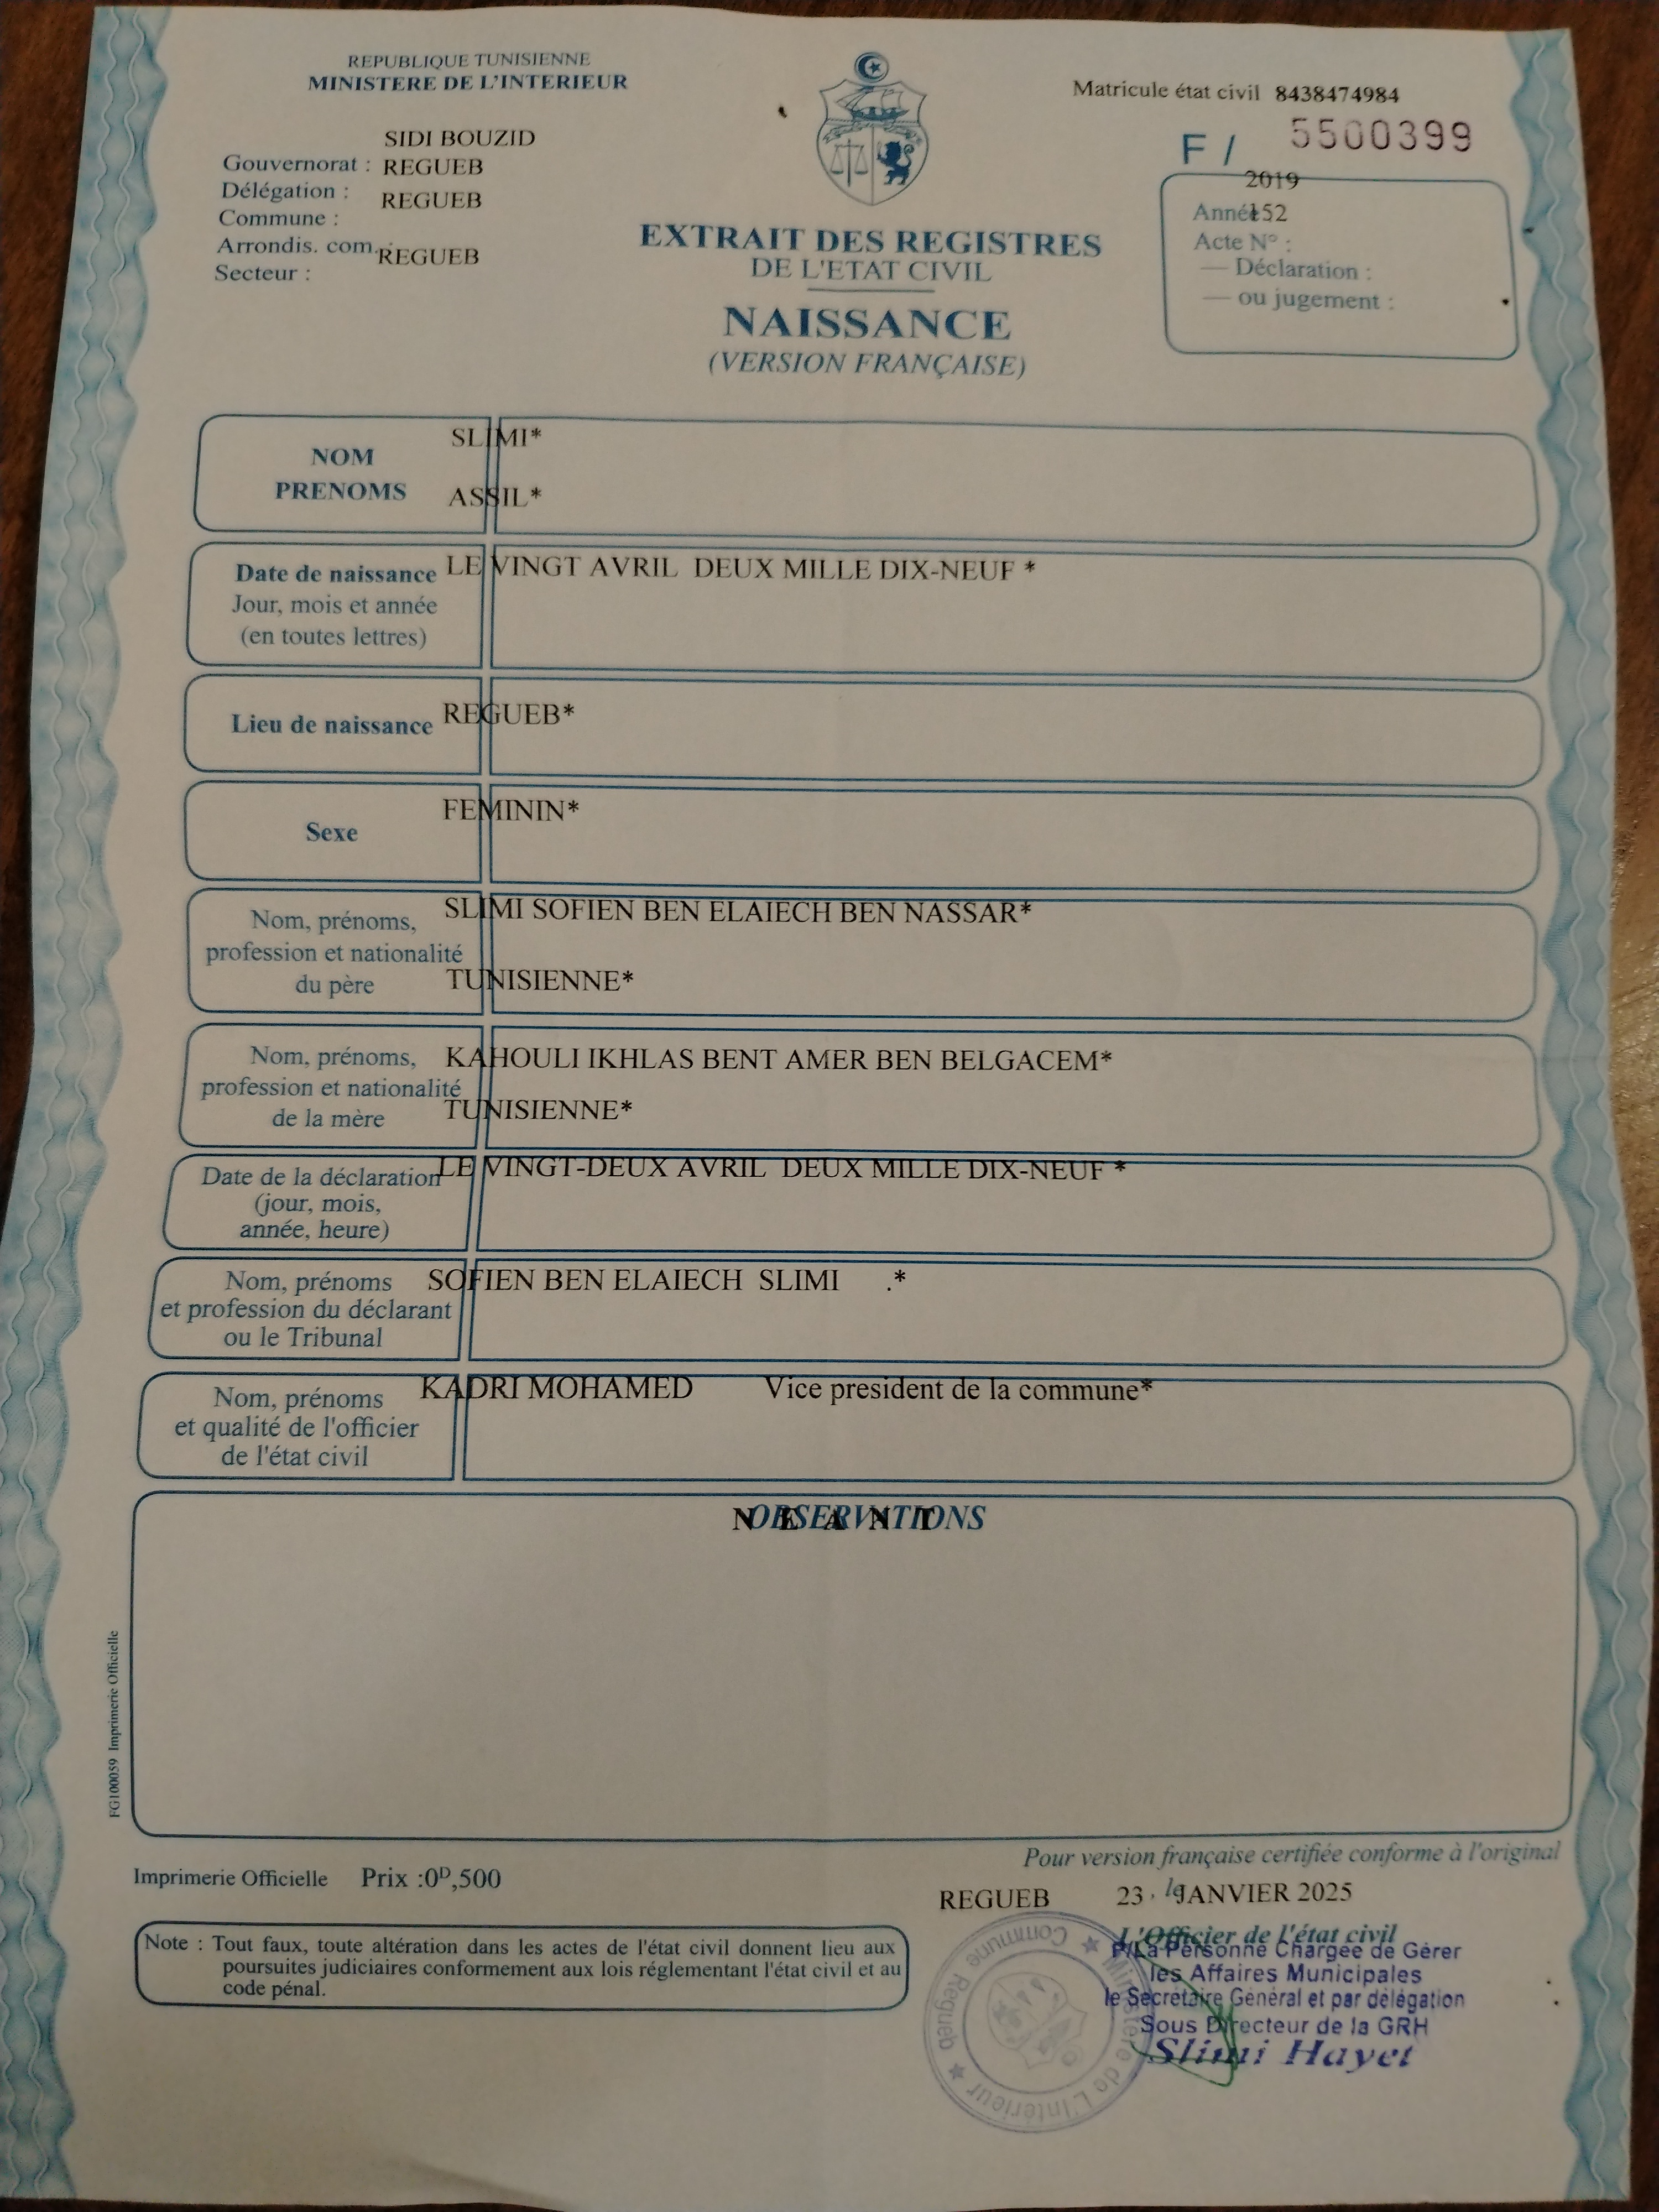 REPUBLIQUE TUNISIENNE
MINISTERE DE L'INTERIEUR
SIDI BOUZID
Gouvernorat : REGUEB
Délégation :
REGUEB
Commune :
Arrondis. com. :
REGUEB
Secteur :
Matricule état civil 8438474984
F / 5500399
2019
Année 152
Acte N° :
— Déclaration :
— ou jugement :
EXTRAIT DES REGISTRES
DE L'ETAT CIVIL
NAISSANCE
(VERSION FRANÇAISE)
SLIMI*
NOM
PRENOMS
ASSIL*
Date de naissance LE VINGT AVRIL DEUX MILLE DIX-NEUF *
Jour, mois et année
(en toutes lettres)
Lieu de naissance REGUEB*
FEMININ*
Sexe
SLIMI SOFIEN BEN ELAIECH BEN NASSAR*
Nom, prénoms,
profession et nationalité
du père
TUNISIENNE*
Nom, prénoms, KAHOULI IKHLAS BENT AMER BEN BELGACEM*
profession et nationalité
de la mère
TUNISIENNE*
Date de la déclaration LE VINGT-DEUX AVRIL DEUX MILLE DIX-NEUF *
(jour, mois,
année, heure)
Nom, prénoms SOFIEN BEN ELAIECH SLIMI .*
et profession du déclarant
ou le Tribunal
Nom, prénoms KADRI MOHAMED Vice president de la commune*
et qualité de l'officier
de l'état civil
OBSERVATIONS
N E A N T
FG100059 Imprimerie Officielle
Pour version française certifiée conforme à l'original
Imprimerie Officielle Prix :0D,500
REGUEB 23 , le JANVIER 2025
L'Officier de l'état civil
P/La Personne Chargée de Gérer
les Affaires Municipales
le Secrétaire Général et par délégation
Sous Directeur de la GRH
Slimi Hayet
Note : Tout faux, toute altération dans les actes de l'état civil donnent lieu aux
poursuites judiciaires conformement aux lois réglementant l'état civil et au
code pénal.
★ Ministère de L'Intérieur ★ Commune Regueb